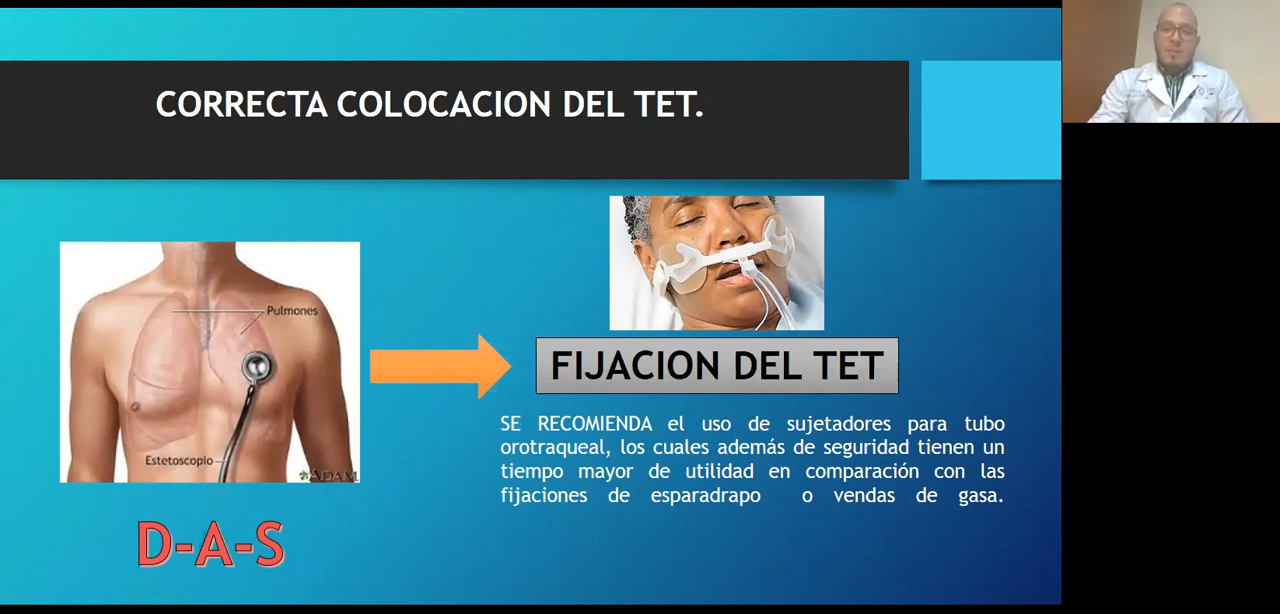 CORRECTA COLOCACION DEL TET.
Pulmones
Estetoscopio
ADAM
D-A-S
FIJACION DEL TET
SE RECOMIENDA el uso de sujetadores para tubo
orotraqueal, los cuales además de seguridad tienen un
tiempo mayor de utilidad en comparación con las
fijaciones de esparadrapo o vendas de gasa.